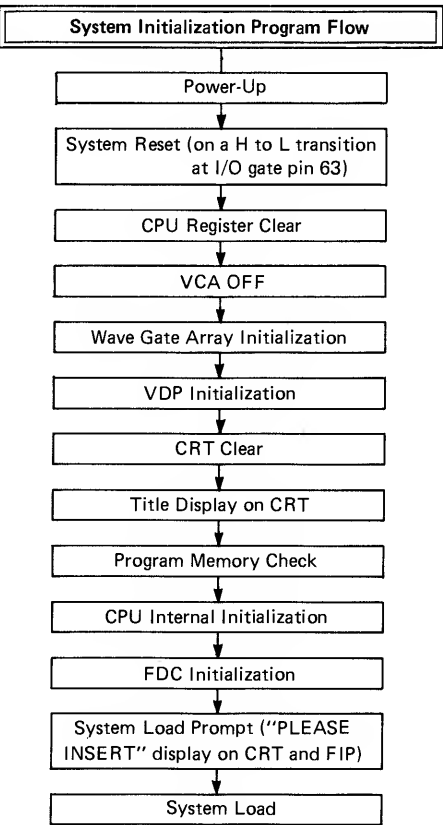 System Initialization Program Flow
Power-Up
System Reset (on a H to L transition
at I/O gate pin 63)
CPU Register Clear
VCA OFF
Wave Gate Array Initialization
VDP Initialization
CRT Clear
Title Display on CRT
Program Memory Check
CPU Internal Initialization
FDC Initialization
System Load Prompt ("PLEASE
INSERT" display on CRT and FIP)
System Load